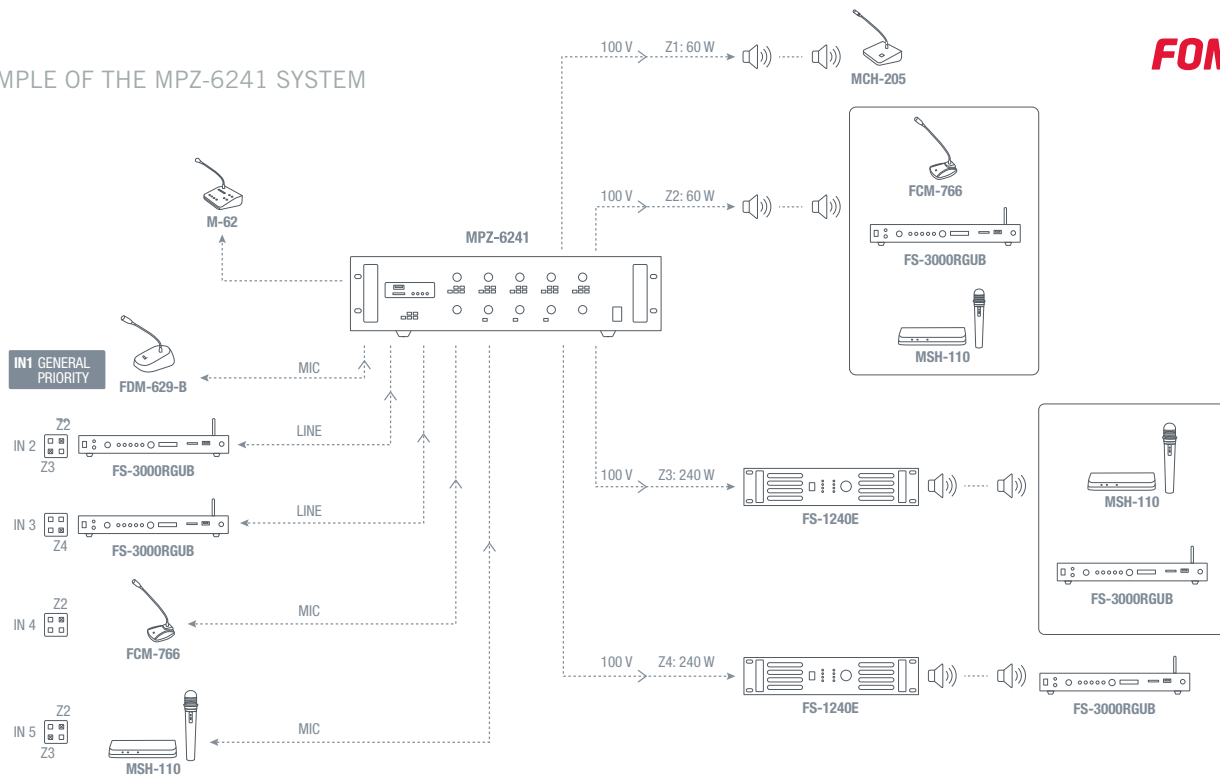 MPLE OF THE MPZ-6241 SYSTEM
FON
100 V Z1: 60 W
MCH-205
M-62
100 V Z2: 60 W
FCM-766
FS-3000RGUB
MSH-110
MPZ-6241
IN1 GENERAL
PRIORITY
FDM-629-B
MIC
Z2
IN 2
Z3
FS-3000RGUB
LINE
IN 3
Z4
FS-3000RGUB
LINE
Z2
IN 4
FCM-766
MIC
Z2
IN 5
Z3
MSH-110
MIC
100 V Z3: 240 W
FS-1240E
MSH-110
FS-3000RGUB
100 V Z4: 240 W
FS-1240E
FS-3000RGUB